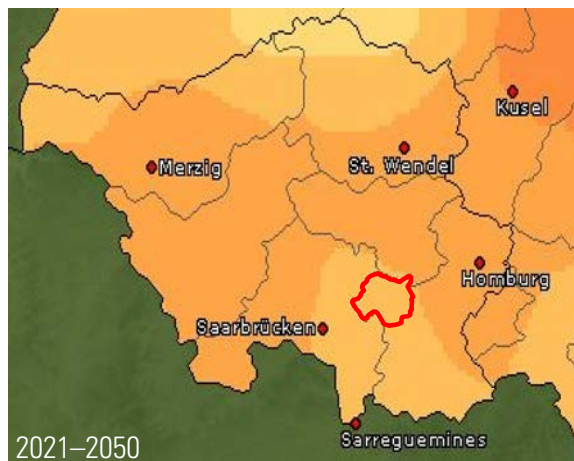 Kusel
Merzig
St. Wendel
Homburg
Saarbrücken
Sarreguemines
2021–2050